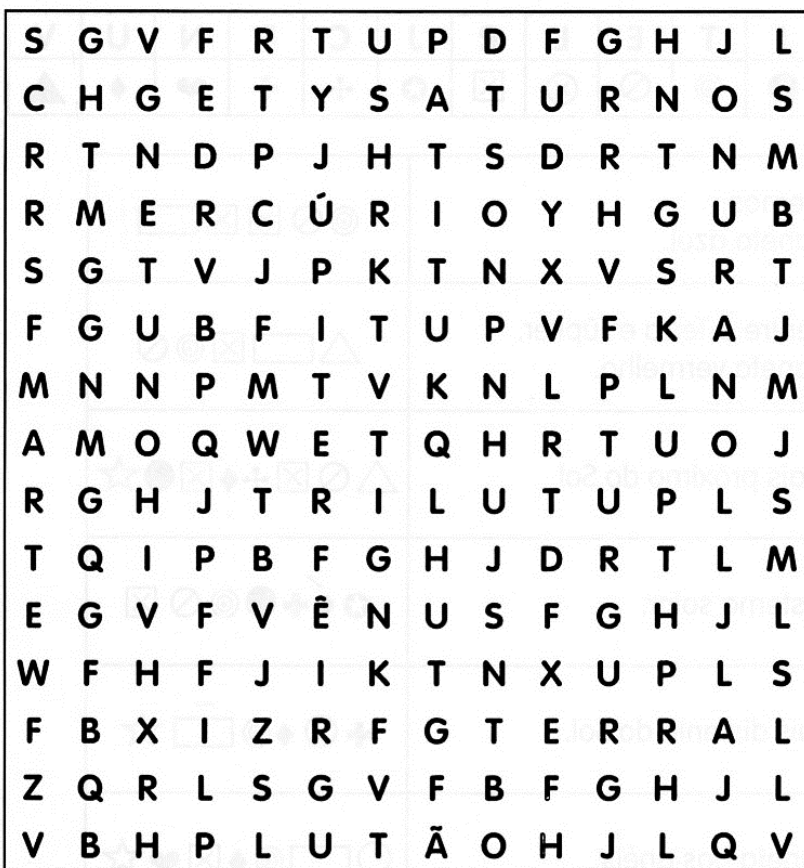 S G V F R T U P D F G H J L
C H G E T Y S A T U R N O S
R T N D P J H T S D R T N M
R M E R C Ú R I O Y H G U B
S G T V J P K T N X V S R T
F G U B F I T U P V F K A J
M N N P M T V K N L P L N M
A M O Q W E T Q H R T U O J
R G H J T R I L U T U P L S
T Q I P B F G H J D R T L M
E G V F V Ê N U S F G H J L
W F H F J I K T N X U P L S
F B X I Z R F G T E R R A L
Z Q R L S G V F B F G H J L
V B H P L U T Ã O H J L Q V